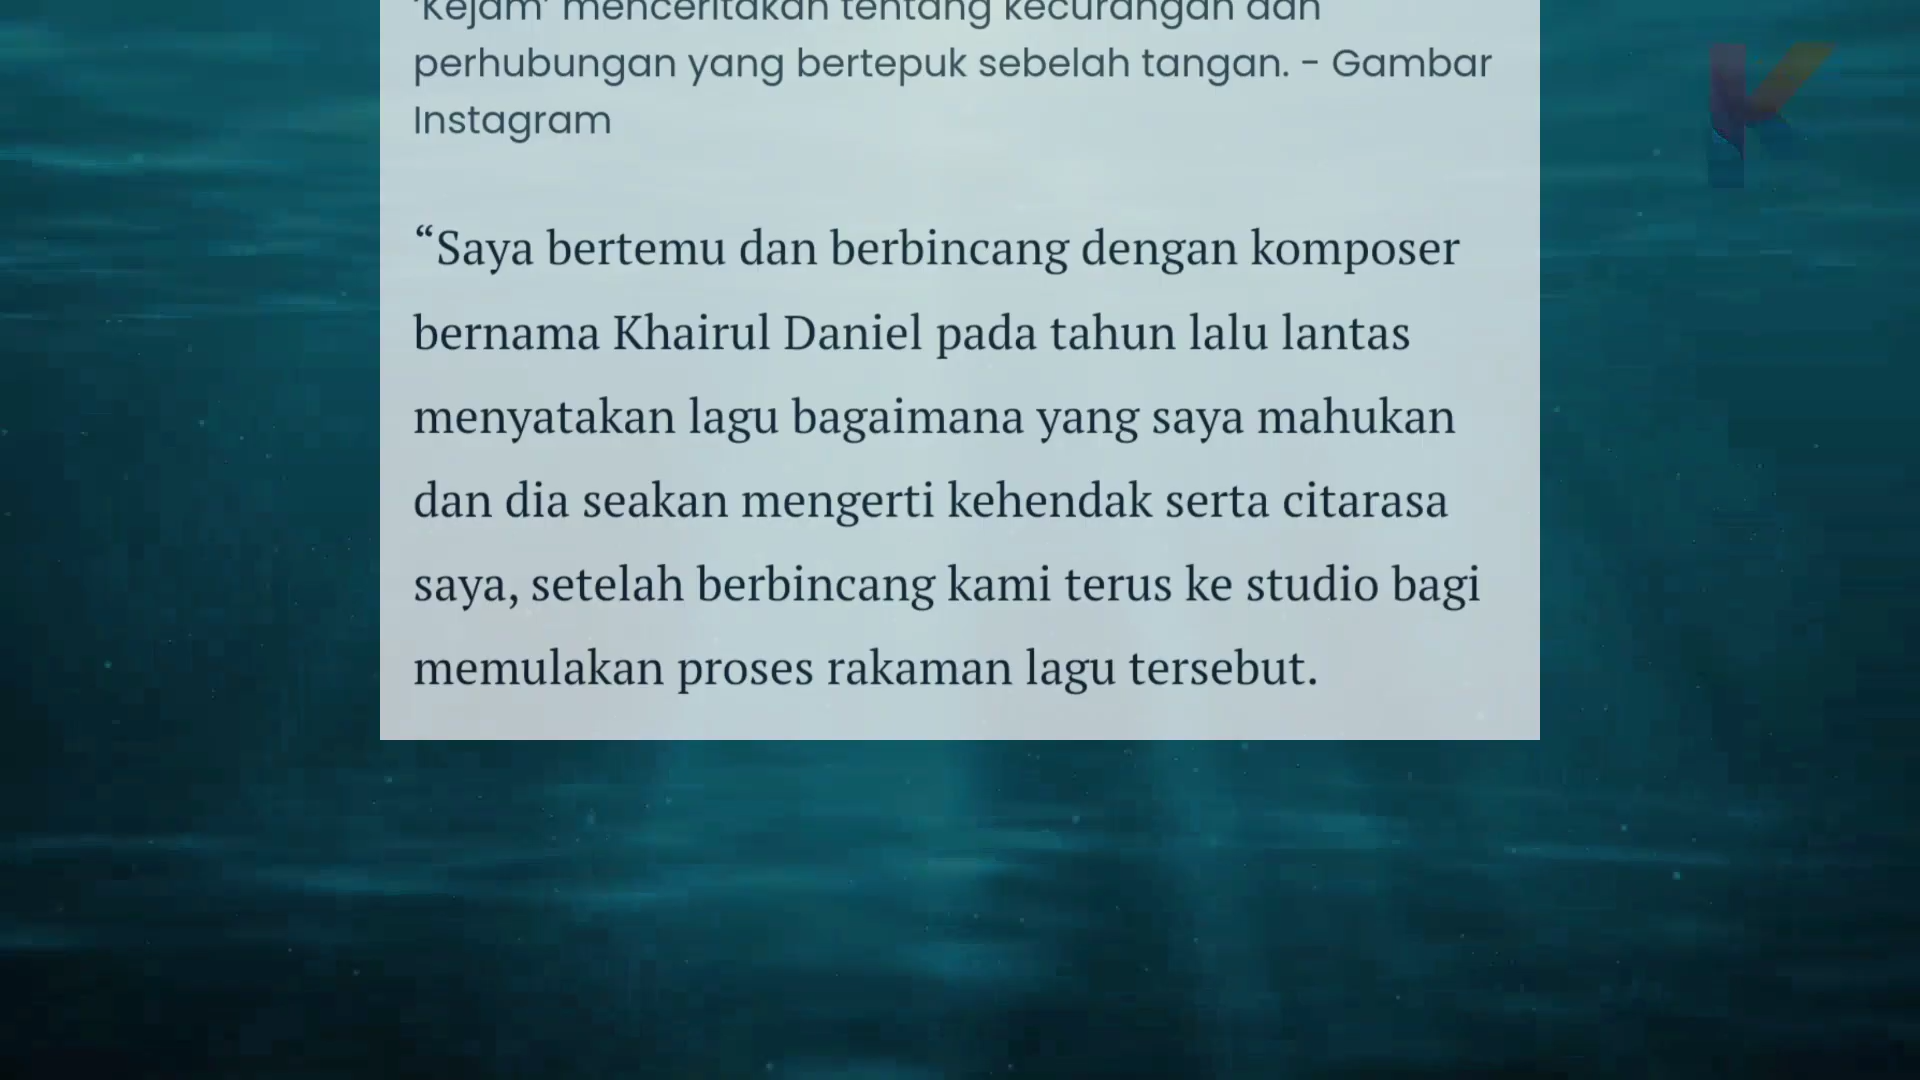 'Kejam' menceritakan tentang kecurangan dan
perhubungan yang bertepuk sebelah tangan. - Gambar
Instagram
“Saya bertemu dan berbincang dengan komposer
bernama Khairul Daniel pada tahun lalu lantas
menyatakan lagu bagaimana yang saya mahukan
dan dia seakan mengerti kehendak serta citarasa
saya, setelah berbincang kami terus ke studio bagi
memulakan proses rakaman lagu tersebut.